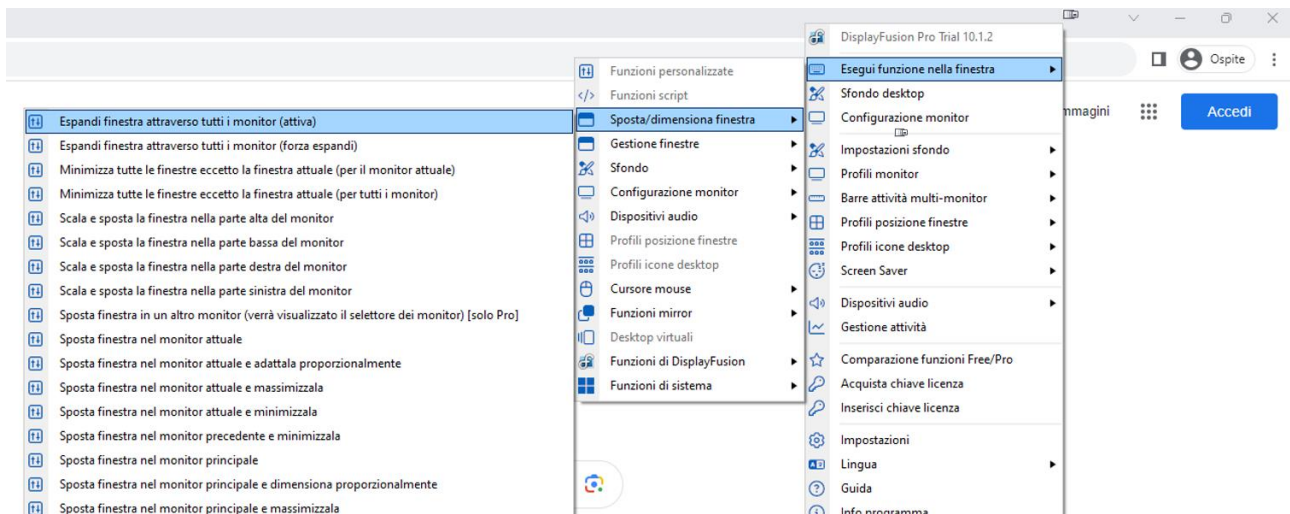 DisplayFusion Pro Trial 10.1.2
Esegui funzione nella finestra
Sfondo desktop
Configurazione monitor
Impostazioni sfondo
Profili monitor
Barre attività multi-monitor
Profili posizione finestre
Profili icone desktop
Screen Saver
Dispositivi audio
Gestione attività
Comparazione funzioni Free/Pro
Acquista chiave licenza
Inserisci chiave licenza
Impostazioni
Lingua
Guida
Info programma
Funzioni personalizzate
Funzioni script
Sposta/dimensiona finestra
Gestione finestre
Sfondo
Configurazione monitor
Dispositivi audio
Profili posizione finestre
Profili icone desktop
Cursore mouse
Funzioni mirror
Desktop virtuali
Funzioni di DisplayFusion
Funzioni di sistema
Espandi finestra attraverso tutti i monitor (attiva)
Espandi finestra attraverso tutti i monitor (forza espandi)
Minimizza tutte le finestre eccetto la finestra attuale (per il monitor attuale)
Minimizza tutte le finestre eccetto la finestra attuale (per tutti i monitor)
Scala e sposta la finestra nella parte alta del monitor
Scala e sposta la finestra nella parte bassa del monitor
Scala e sposta la finestra nella parte destra del monitor
Scala e sposta la finestra nella parte sinistra del monitor
Sposta finestra in un altro monitor (verrà visualizzato il selettore dei monitor) [solo Pro]
Sposta finestra nel monitor attuale
Sposta finestra nel monitor attuale e adattala proporzionalmente
Sposta finestra nel monitor attuale e massimizzala
Sposta finestra nel monitor attuale e minimizzala
Sposta finestra nel monitor precedente e minimizzala
Sposta finestra nel monitor principale
Sposta finestra nel monitor principale e dimensiona proporzionalmente
Sposta finestra nel monitor principale e massimizzala
Ospite
mmagini
Accedi